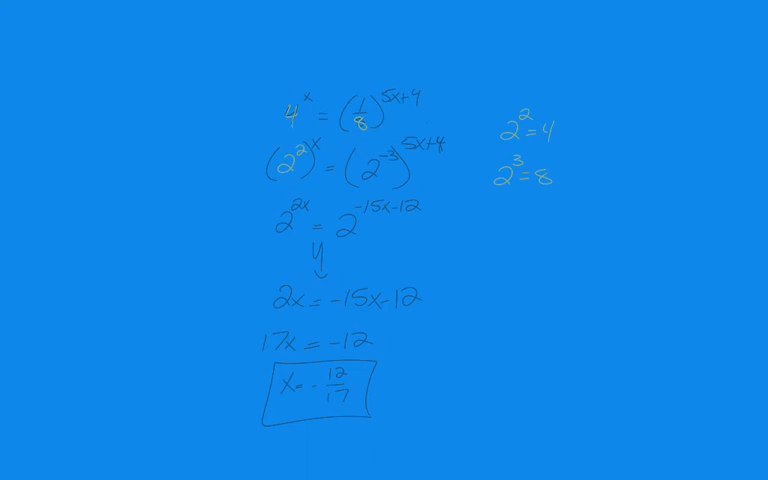 4^x = (1/8)^(5x+4)
2^2 = 4
(2^2)^x = (2^-3)^(5x+4)
2^3 = 8
2^2x = 2^(-15x-12)
2x = -15x-12
17x = -12
x = -12/17